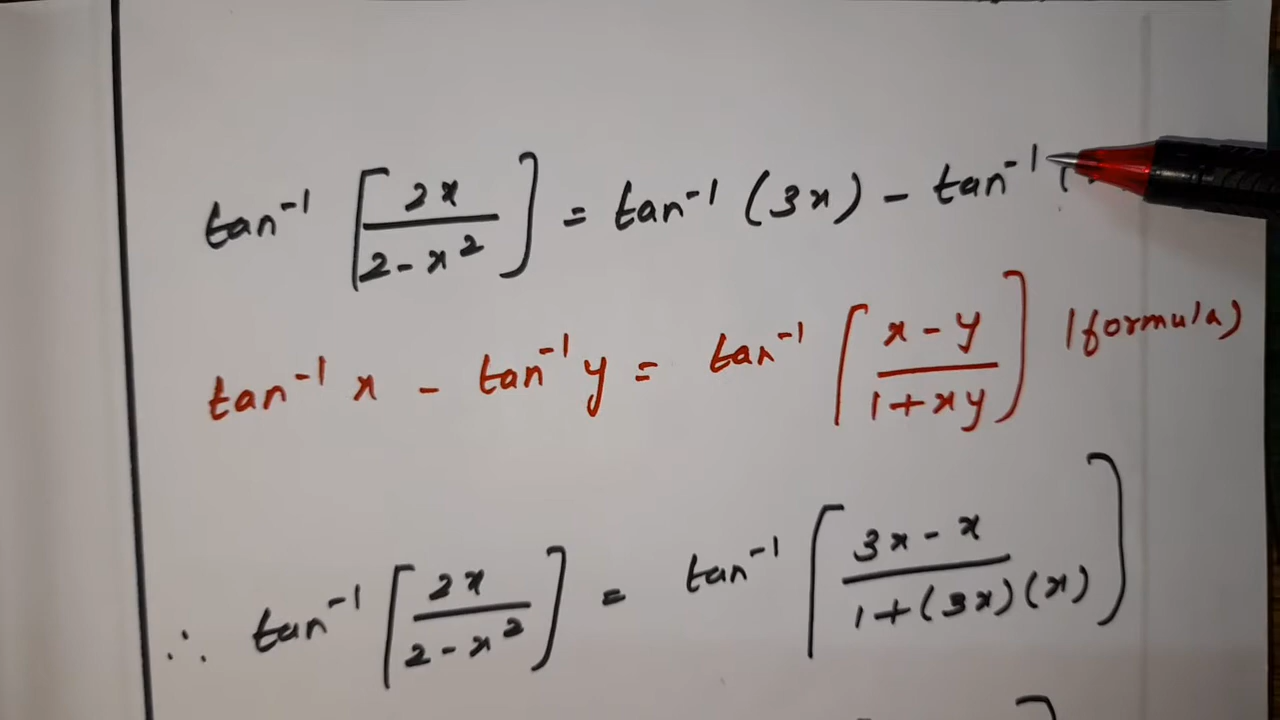 tan⁻¹ [2x / 2-x²] = tan⁻¹ (3x) - tan⁻¹ (
tan⁻¹ x - tan⁻¹ y = tan⁻¹ [x-y / 1+xy] (formula)
∴ tan⁻¹ [2x / 2-x²] = tan⁻¹ [3x-x / 1+(3x)(x)]